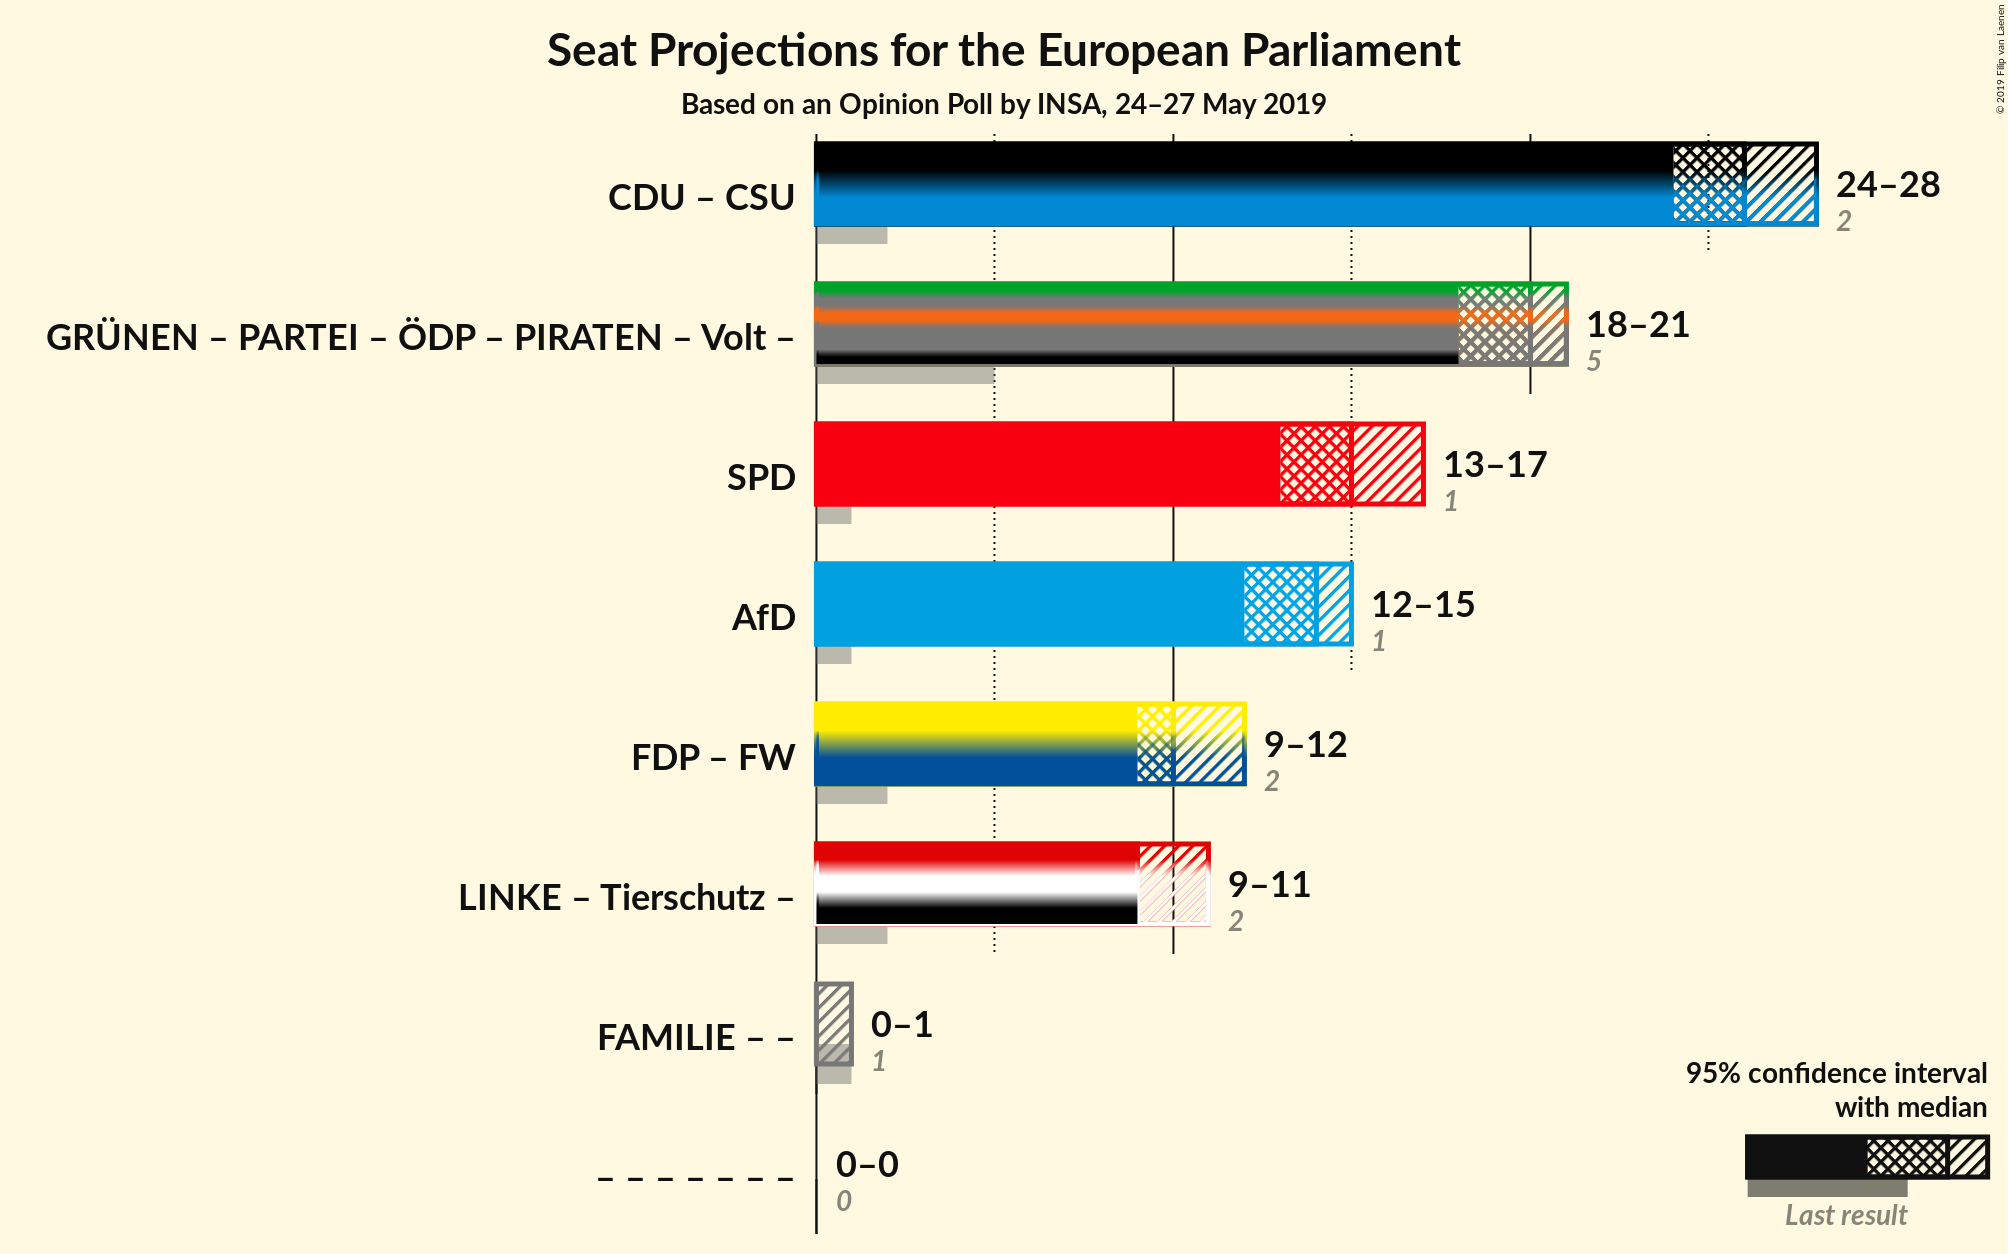 Seat Projections for the European Parliament
Based on an Opinion Poll by INSA, 24–27 May 2019
© 2019 Filip van Laenen
CDU – CSU
24–28
2
GRÜNEN – PARTEI – ÖDP – PIRATEN – Volt –
18–21
5
SPD
13–17
1
AfD
12–15
1
FDP – FW
9–12
2
LINKE – Tierschutz –
9–11
2
FAMILIE – –
0–1
1
– – – – – – –
0–0
0
95% confidence interval
with median
Last result